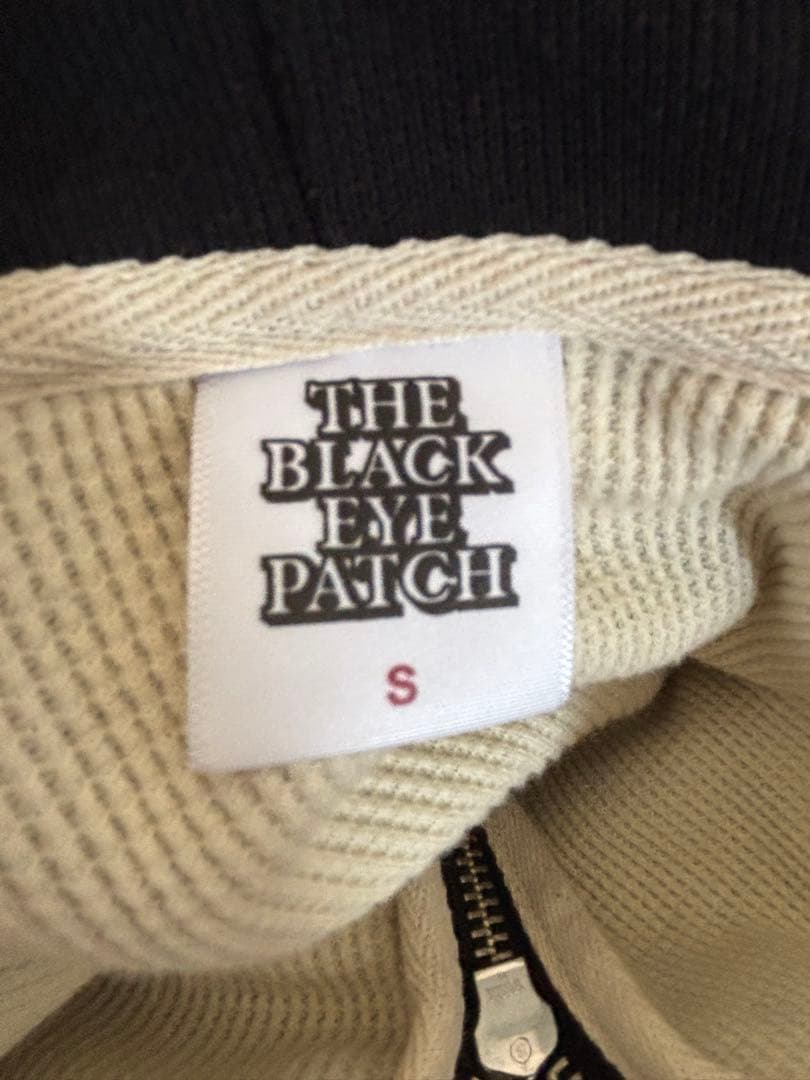 THE
BLACK
EYE
PATCH
S